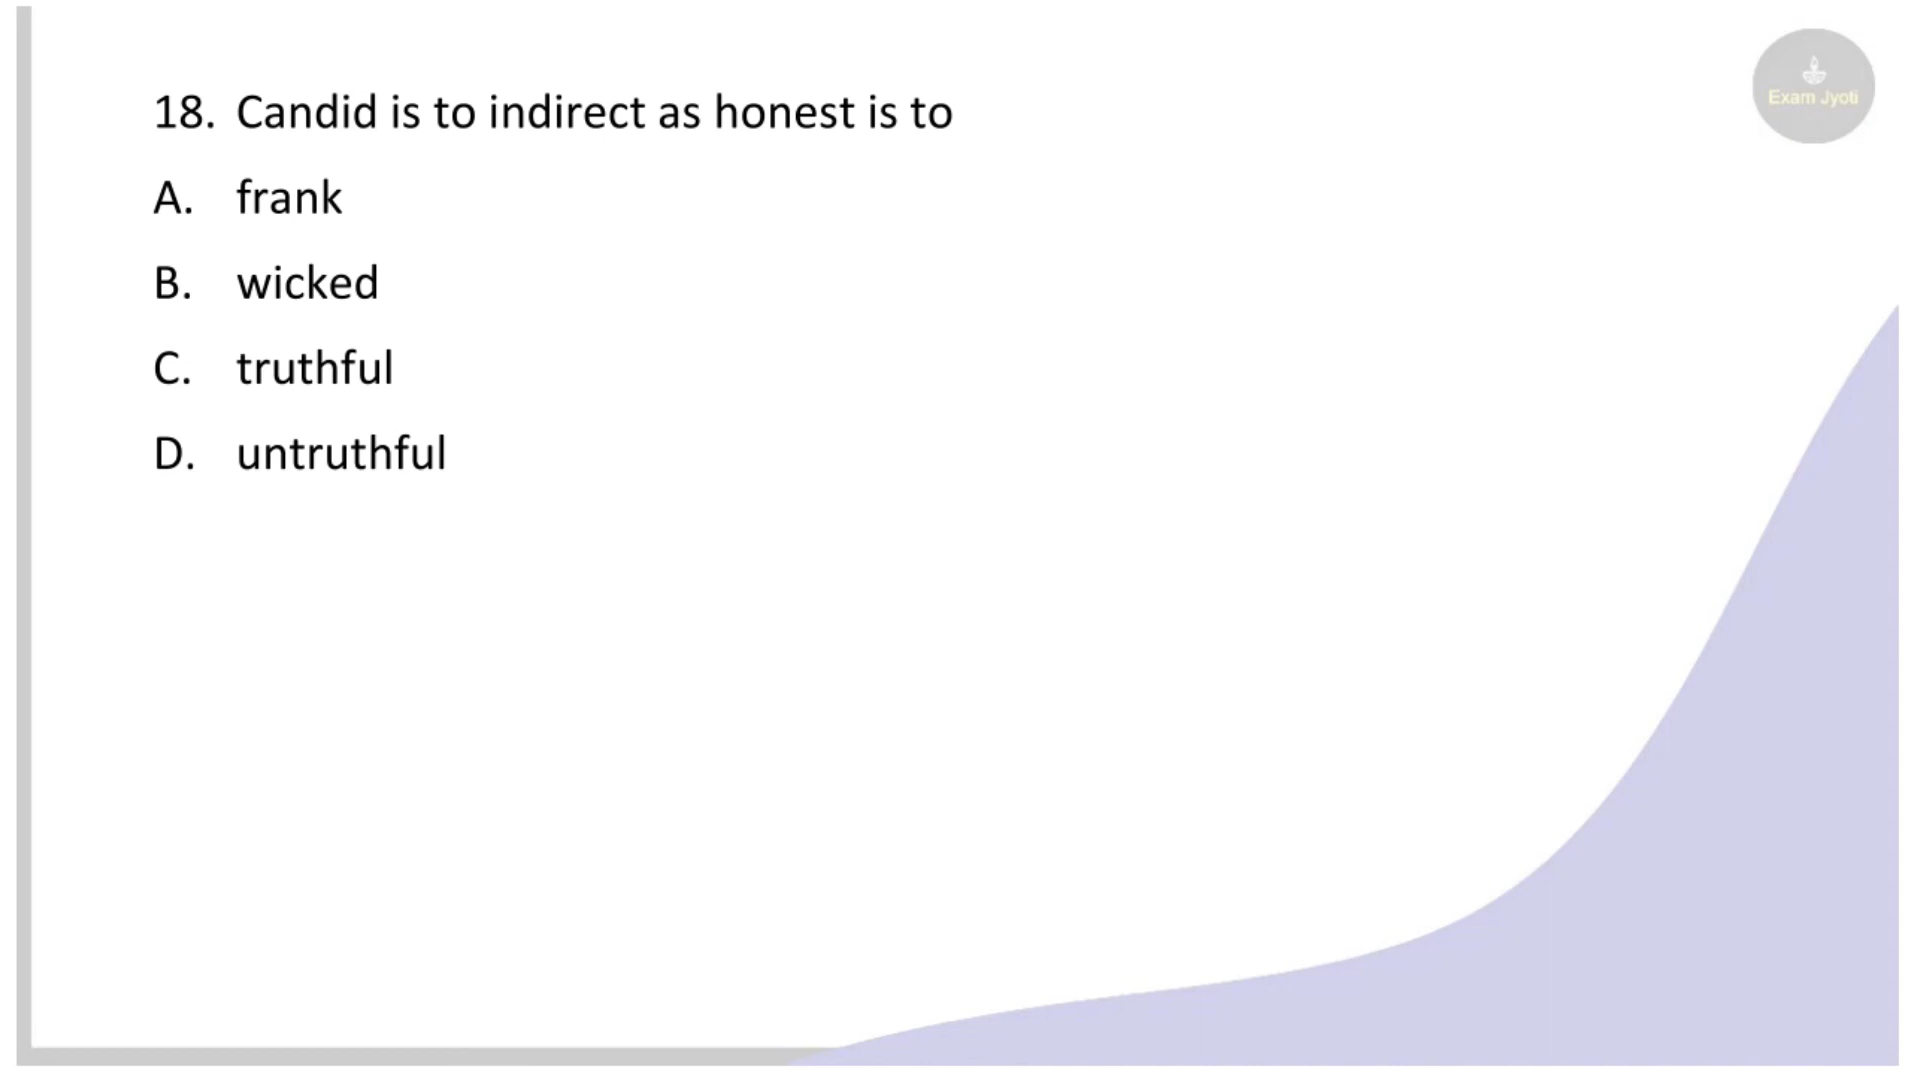 Exam Jyoti
18. Candid is to indirect as honest is to
A. frank
B. wicked
C. truthful
D. untruthful